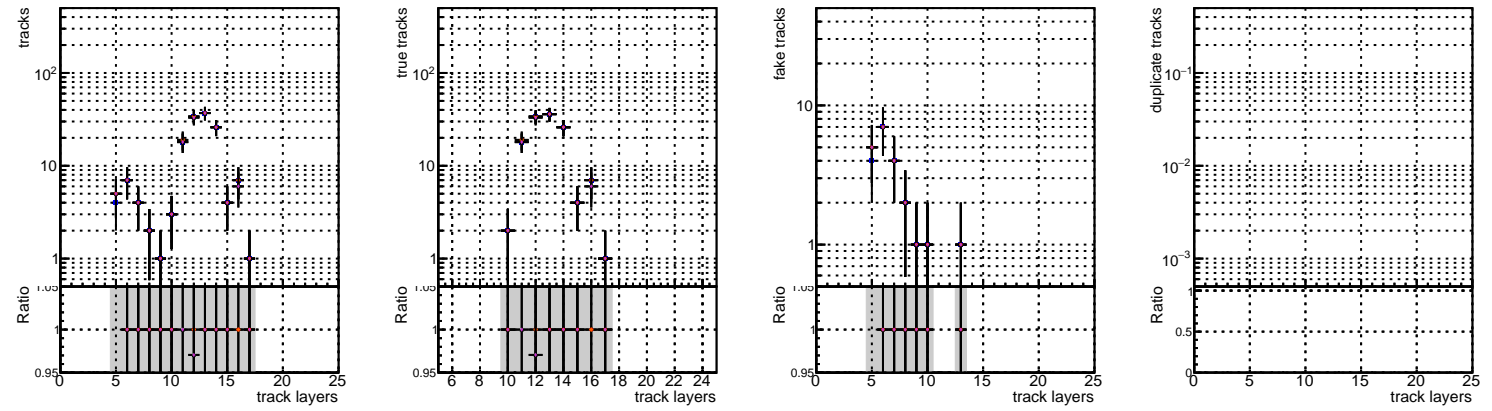 tracks
10²
10
1
Ratio
1.05
1
0.95
0 5 10 15 20 25
track layers
true tracks
10²
10
1
Ratio
1.05
1
0.95
6 8 10 12 14 16 18 20 22 24
track layers
fake tracks
10
1
Ratio
1.05
1
0.95
0 5 10 15 20 25
track layers
duplicate tracks
10⁻¹
10⁻²
10⁻³
Ratio
1
0.5
0
0 5 10 15 20 25
track layers